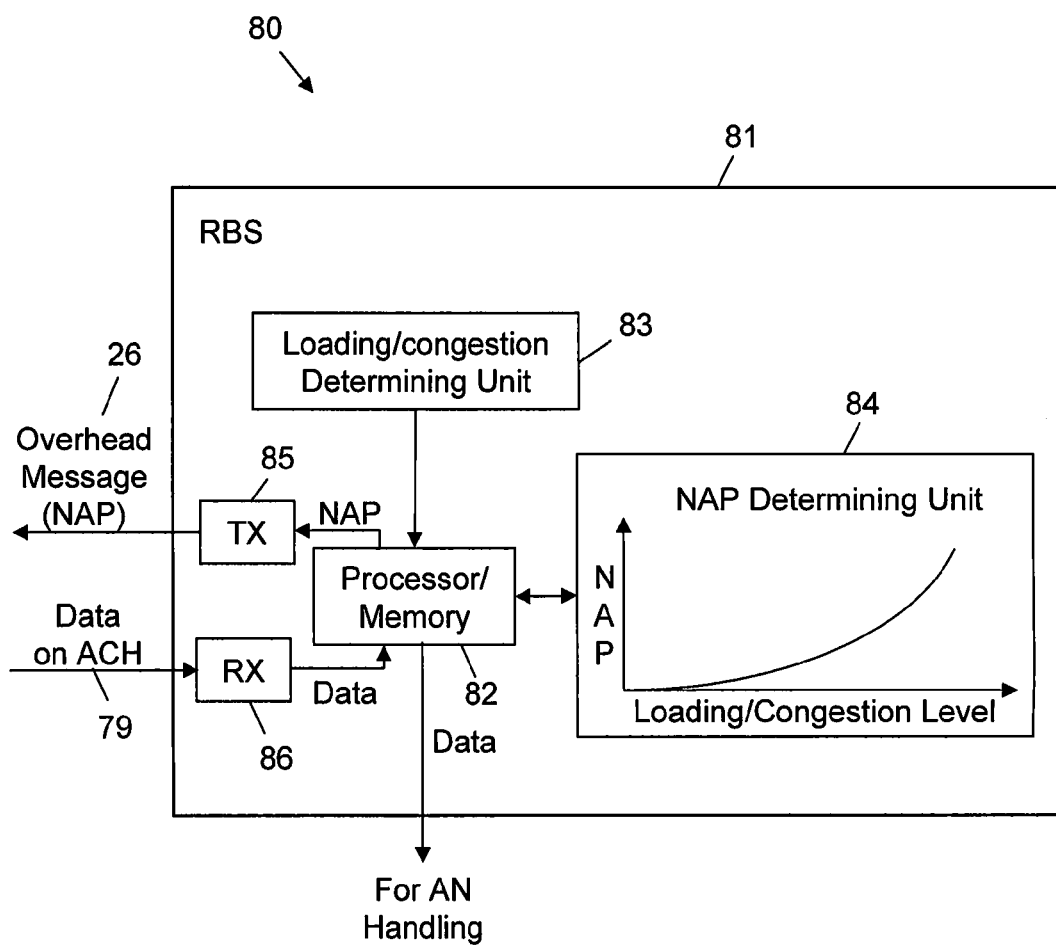 80
81
RBS
Loading/congestion
Determining Unit
83
26
Overhead
Message
(NAP)
85
TX
NAP
84
NAP Determining Unit
N
A
P
Loading/Congestion Level
Processor/
Memory
82
Data
on ACH
79
RX
86
Data
Data
For AN
Handling